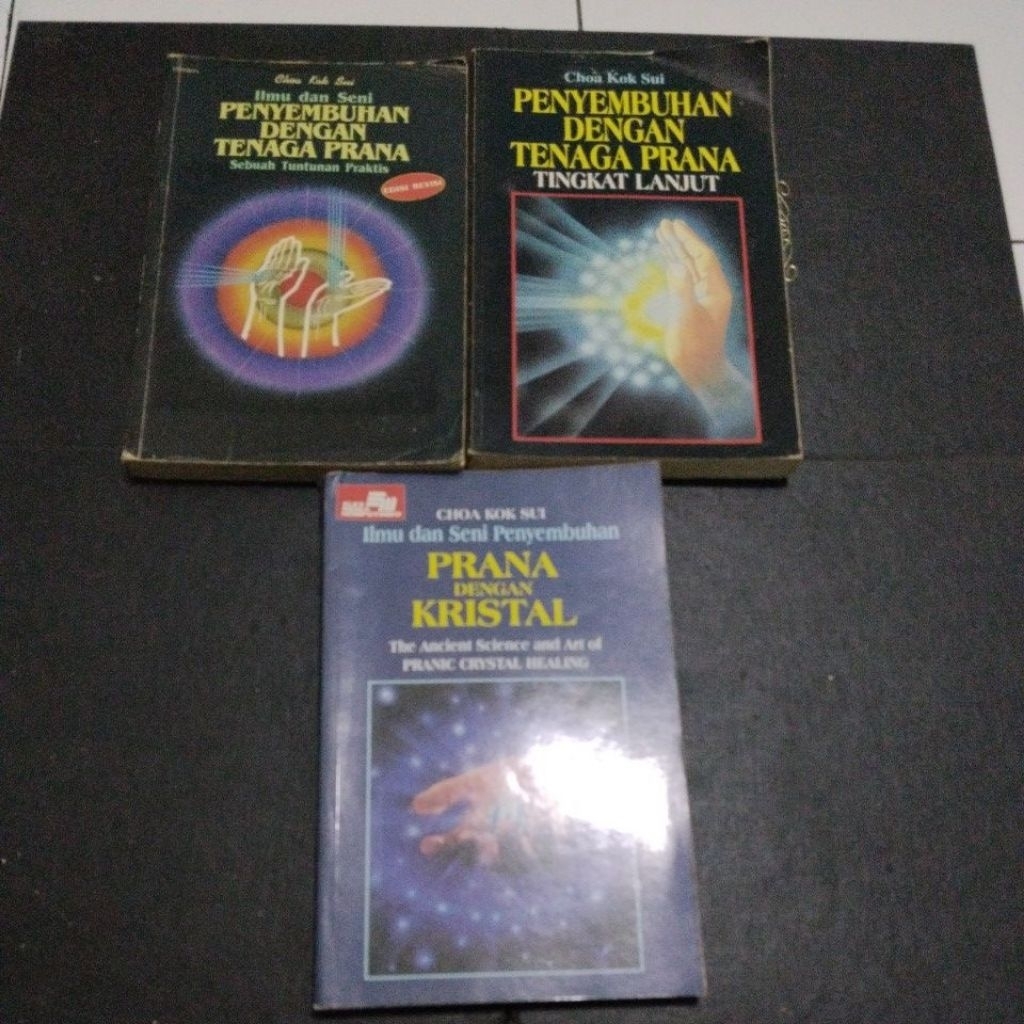 Choa Kok Sui
Ilmu dan Seni
PENYEMBUHAN
DENGAN
TENAGA PRANA
Sebuah Tuntunan Praktis
EDISI REVISI
Choa Kok Sui
PENYEMBUHAN
DENGAN
TENAGA PRANA
TINGKAT LANJUT
CHOA KOK SUI
Ilmu dan Seni Penyembuhan
PRANA
DENGAN
KRISTAL
The Ancient Science and Art of
PRANIC CRYSTAL HEALING